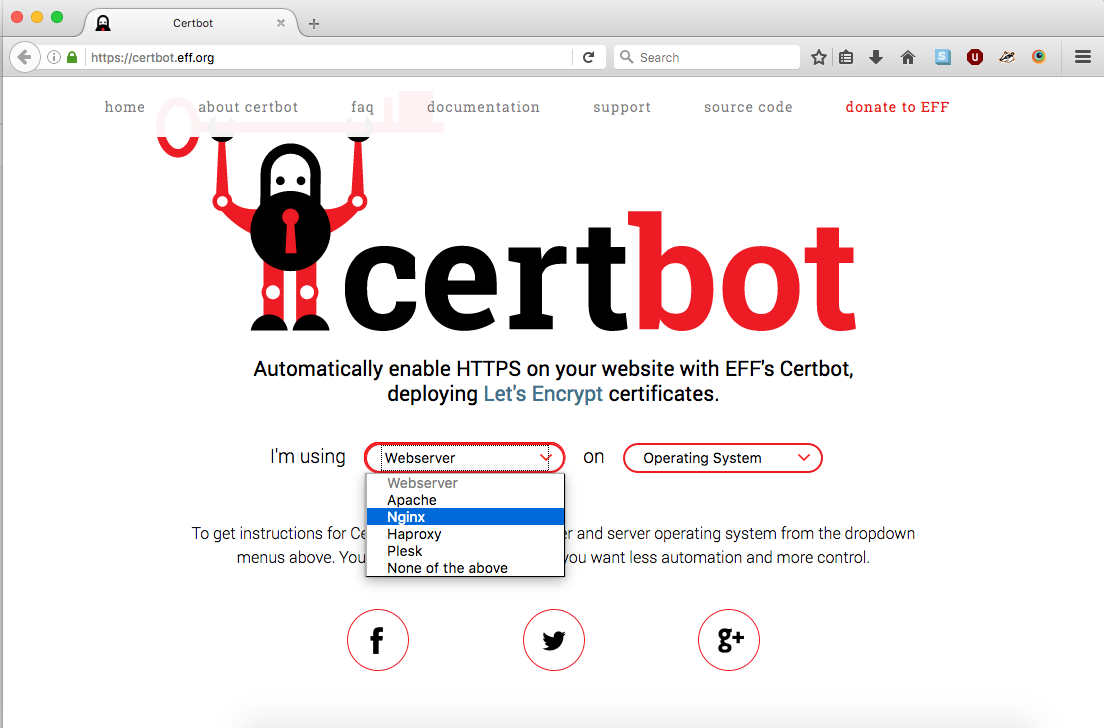 Certbot
https://certbot.eff.org
Search
home about certbot faq documentation support source code donate to EFF
certbot
Automatically enable HTTPS on your website with EFF's Certbot,
deploying Let's Encrypt certificates.
I'm using Webserver on Operating System
Webserver
Apache
Nginx
Haproxy
Plesk
None of the above
To get instructions for Ce er and server operating system from the dropdown
menus above. You you want less automation and more control.
f
g+